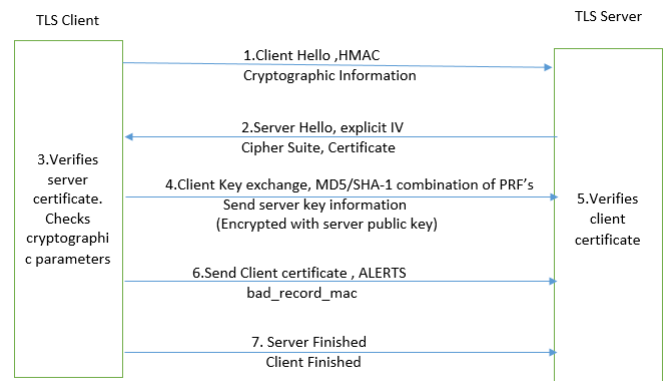 TLS Client
TLS Server
1.Client Hello ,HMAC
Cryptographic Information
2.Server Hello, explicit IV
Cipher Suite, Certificate
3.Verifies
server
certificate.
Checks
cryptographi
c parameters
4.Client Key exchange, MD5/SHA-1 combination of PRF's
Send server key information
(Encrypted with server public key)
5.Verifies
client
certificate
6.Send Client certificate , ALERTS
bad_record_mac
7. Server Finished
Client Finished